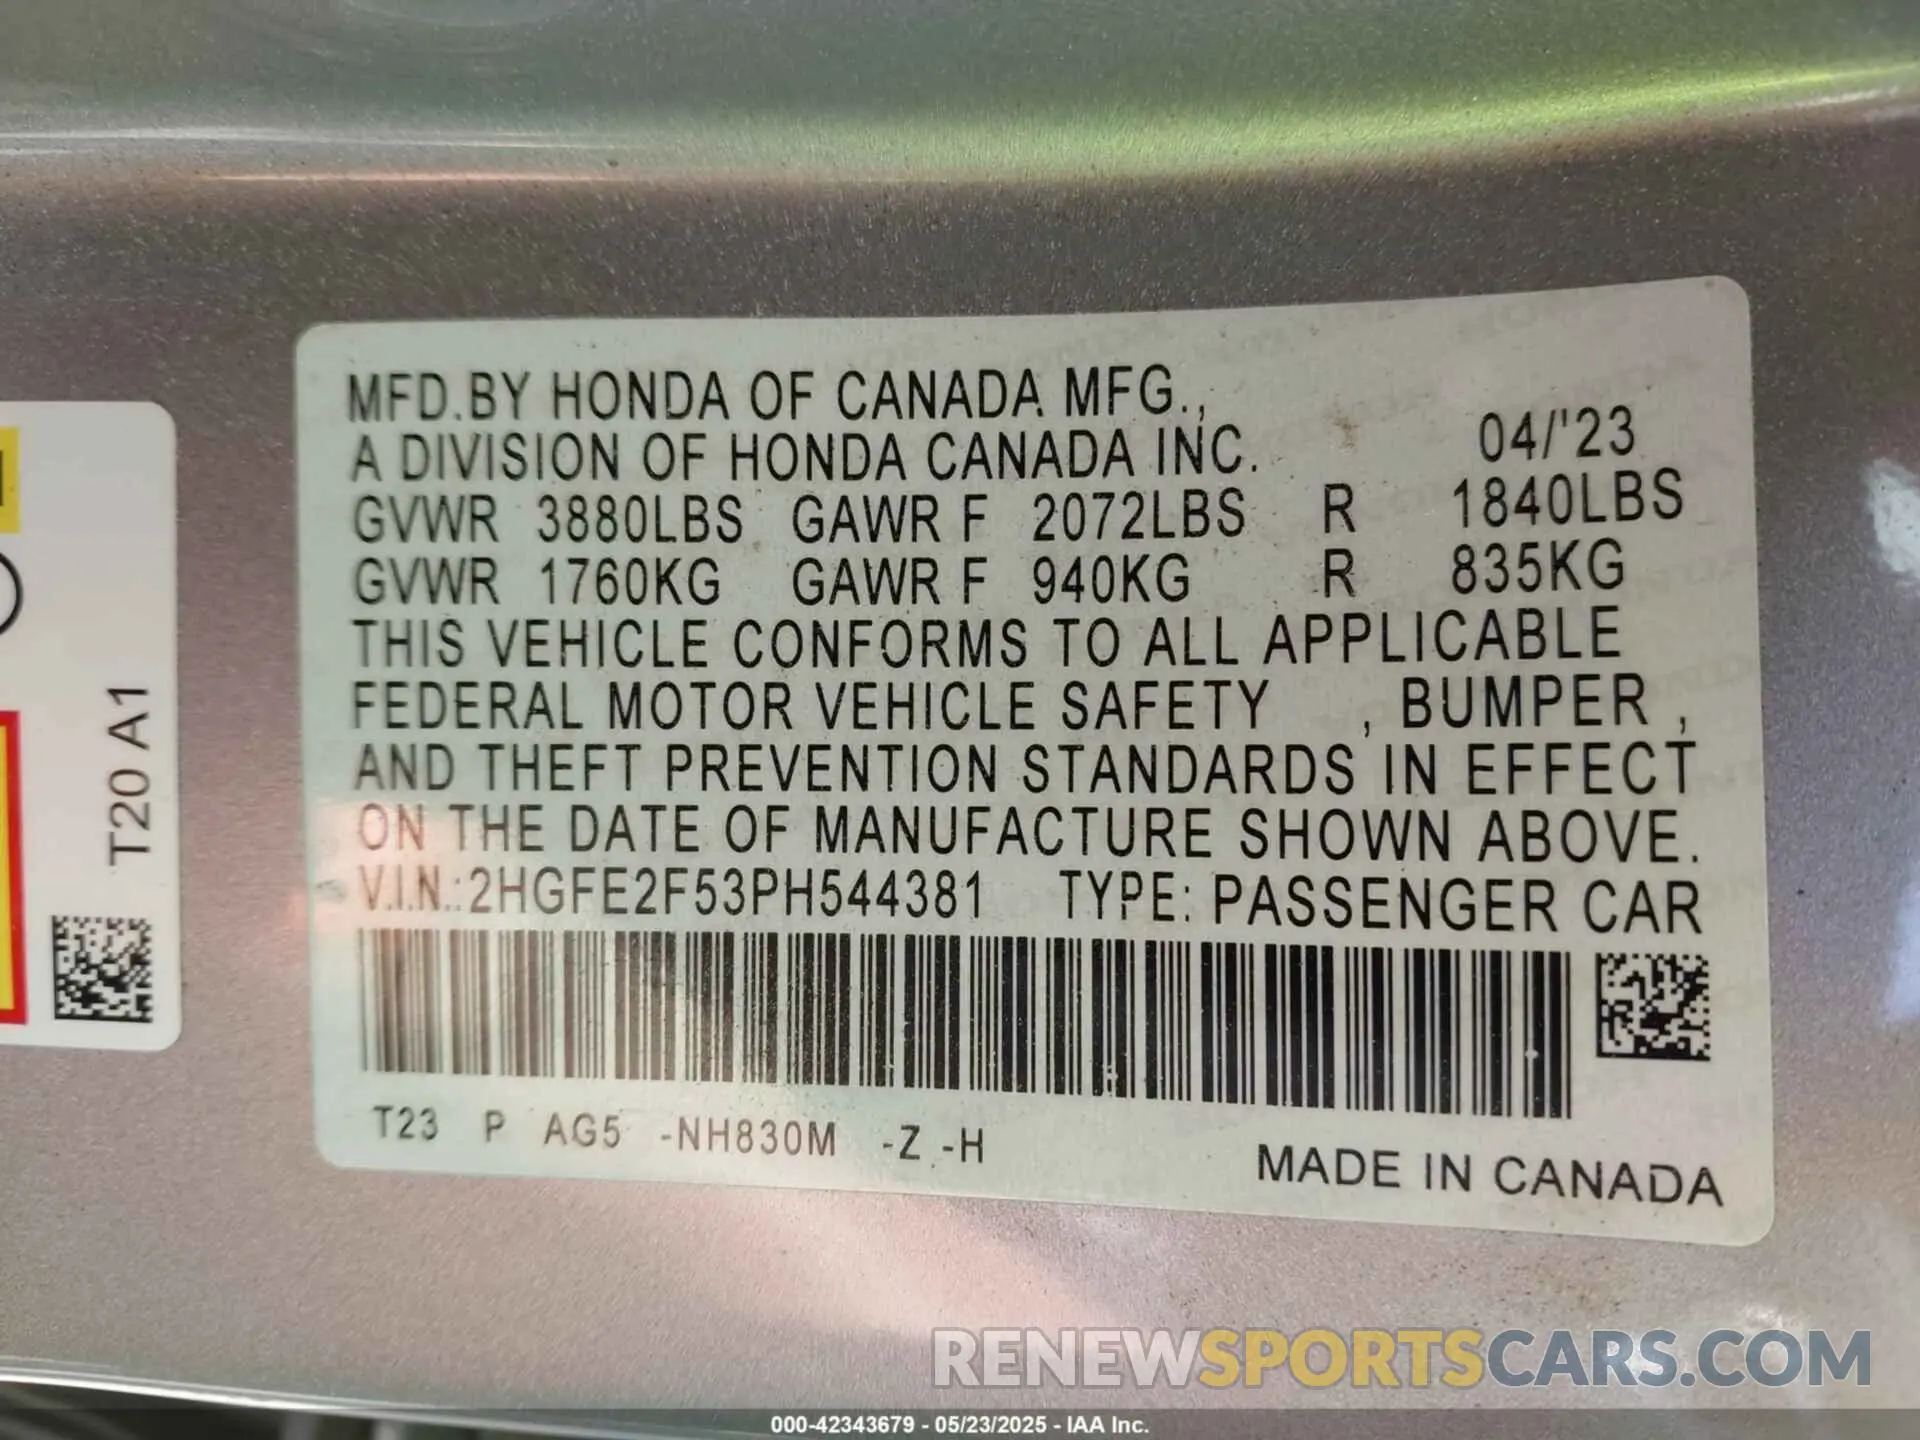 MFD.BY HONDA OF CANADA MFG.,
A DIVISION OF HONDA CANADA INC. 04/'23
GVWR 3880LBS GAWR F 2072LBS R 1840LBS
GVWR 1760KG GAWR F 940KG R 835KG
THIS VEHICLE CONFORMS TO ALL APPLICABLE
FEDERAL MOTOR VEHICLE SAFETY , BUMPER ,
AND THEFT PREVENTION STANDARDS IN EFFECT
ON THE DATE OF MANUFACTURE SHOWN ABOVE.
V.I.N.:2HGFE2F53PH544381 TYPE: PASSENGER CAR
T23 P AG5 -NH830M -Z -H
MADE IN CANADA
T20 A1
RENEWSPORTSCARS.COM
000-42343679 - 05/23/2025 - IAA Inc.